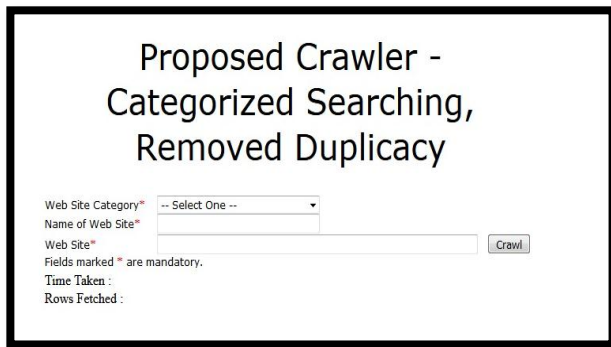 Proposed Crawler -
Categorized Searching,
Removed Duplicacy
Web Site Category* -- Select One --
Name of Web Site*
Web Site* Crawl
Fields marked * are mandatory.
Time Taken :
Rows Fetched :